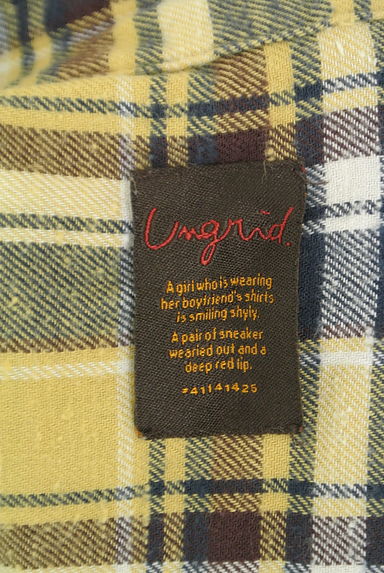 Ungrid.
A girl who is wearing
her boyfriend's shirts
is smiling shyly.
A pair of sneaker
wearied out and a
deep red lip.
#41141425